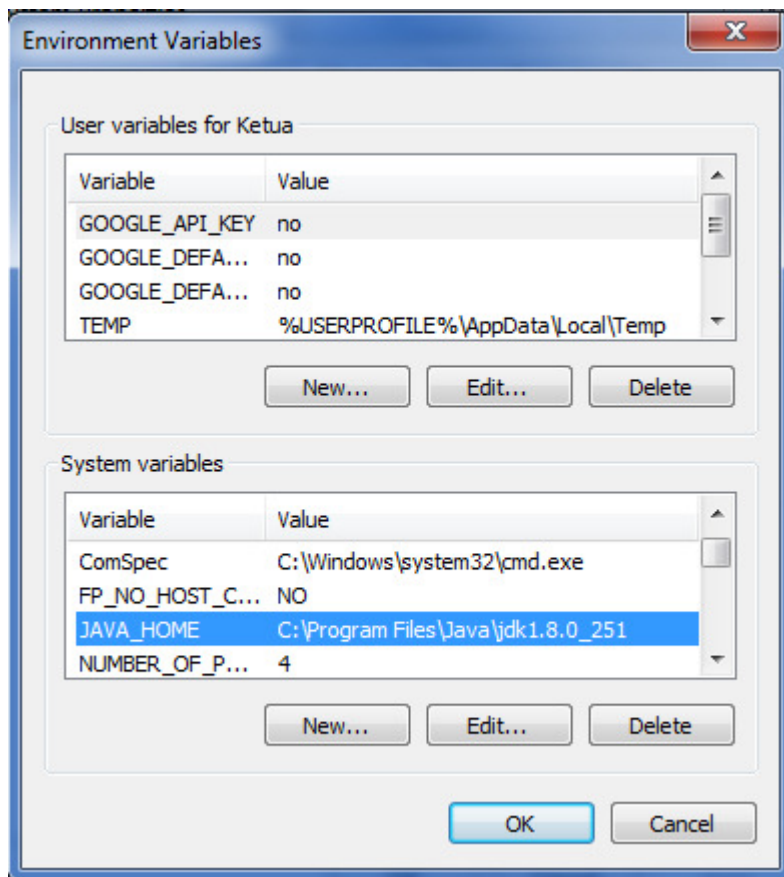 Environment Variables
User variables for Ketua
Variable Value
GOOGLE_API_KEY no
GOOGLE_DEFA... no
GOOGLE_DEFA... no
TEMP %USERPROFILE%\AppData\Local\Temp
New... Edit... Delete
System variables
Variable Value
ComSpec C:\Windows\system32\cmd.exe
FP_NO_HOST_C... NO
JAVA_HOME C:\Program Files\Java\jdk1.8.0_251
NUMBER_OF_P... 4
New... Edit... Delete
OK Cancel